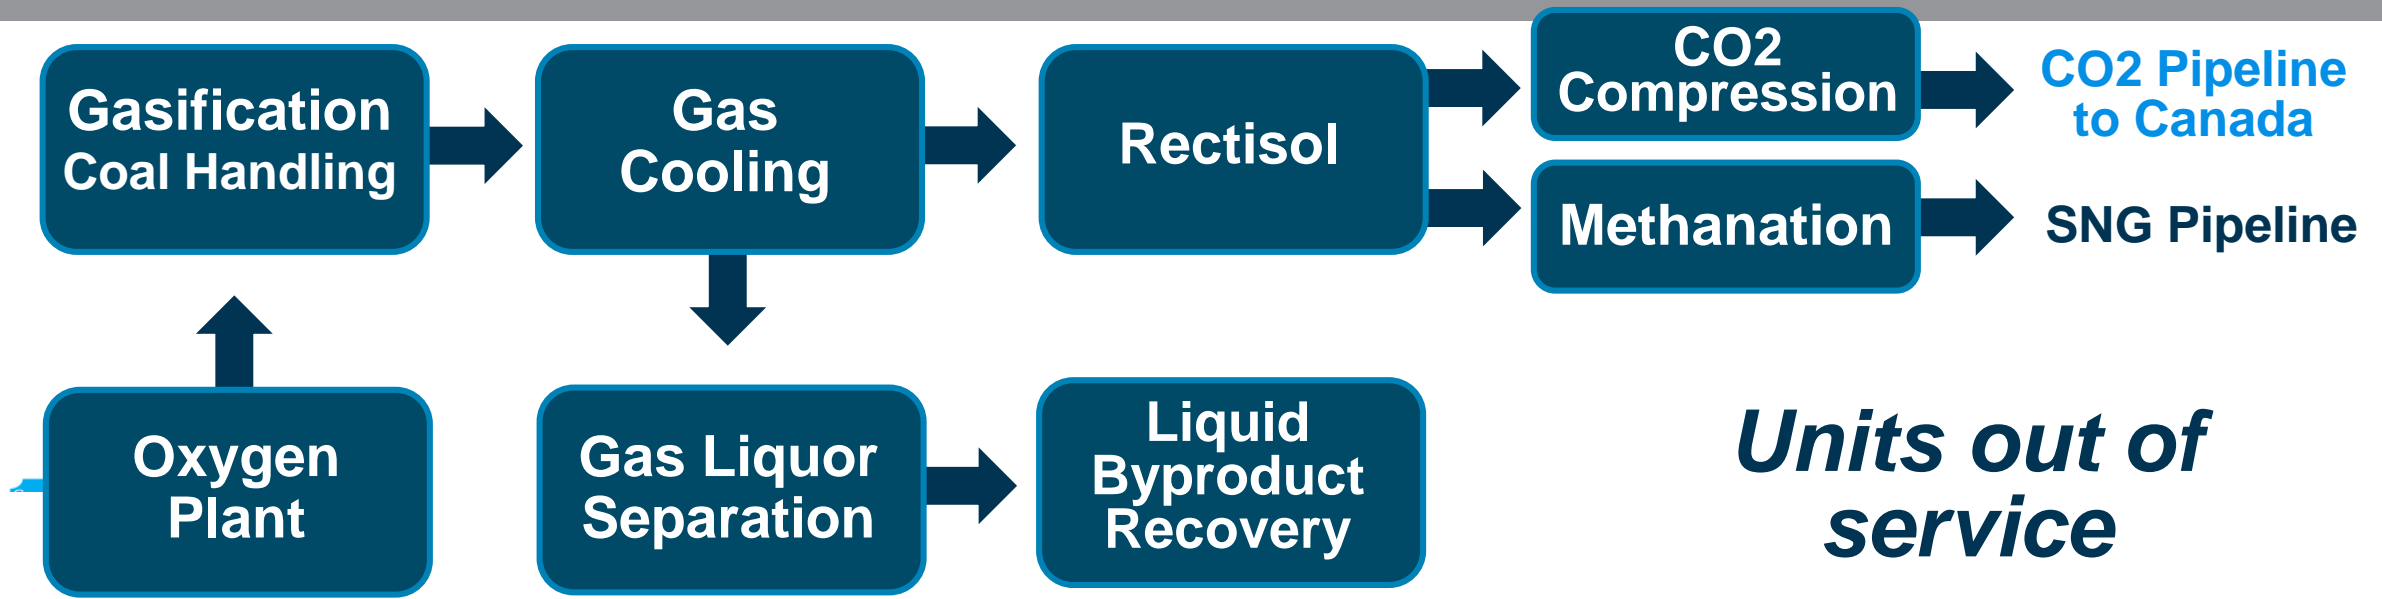 Gasification
Coal Handling
Gas
Cooling
Rectisol
CO2
Compression
CO2 Pipeline
to Canada
Methanation
SNG Pipeline
Oxygen
Plant
Gas Liquor
Separation
Liquid
Byproduct
Recovery
Units out of
service